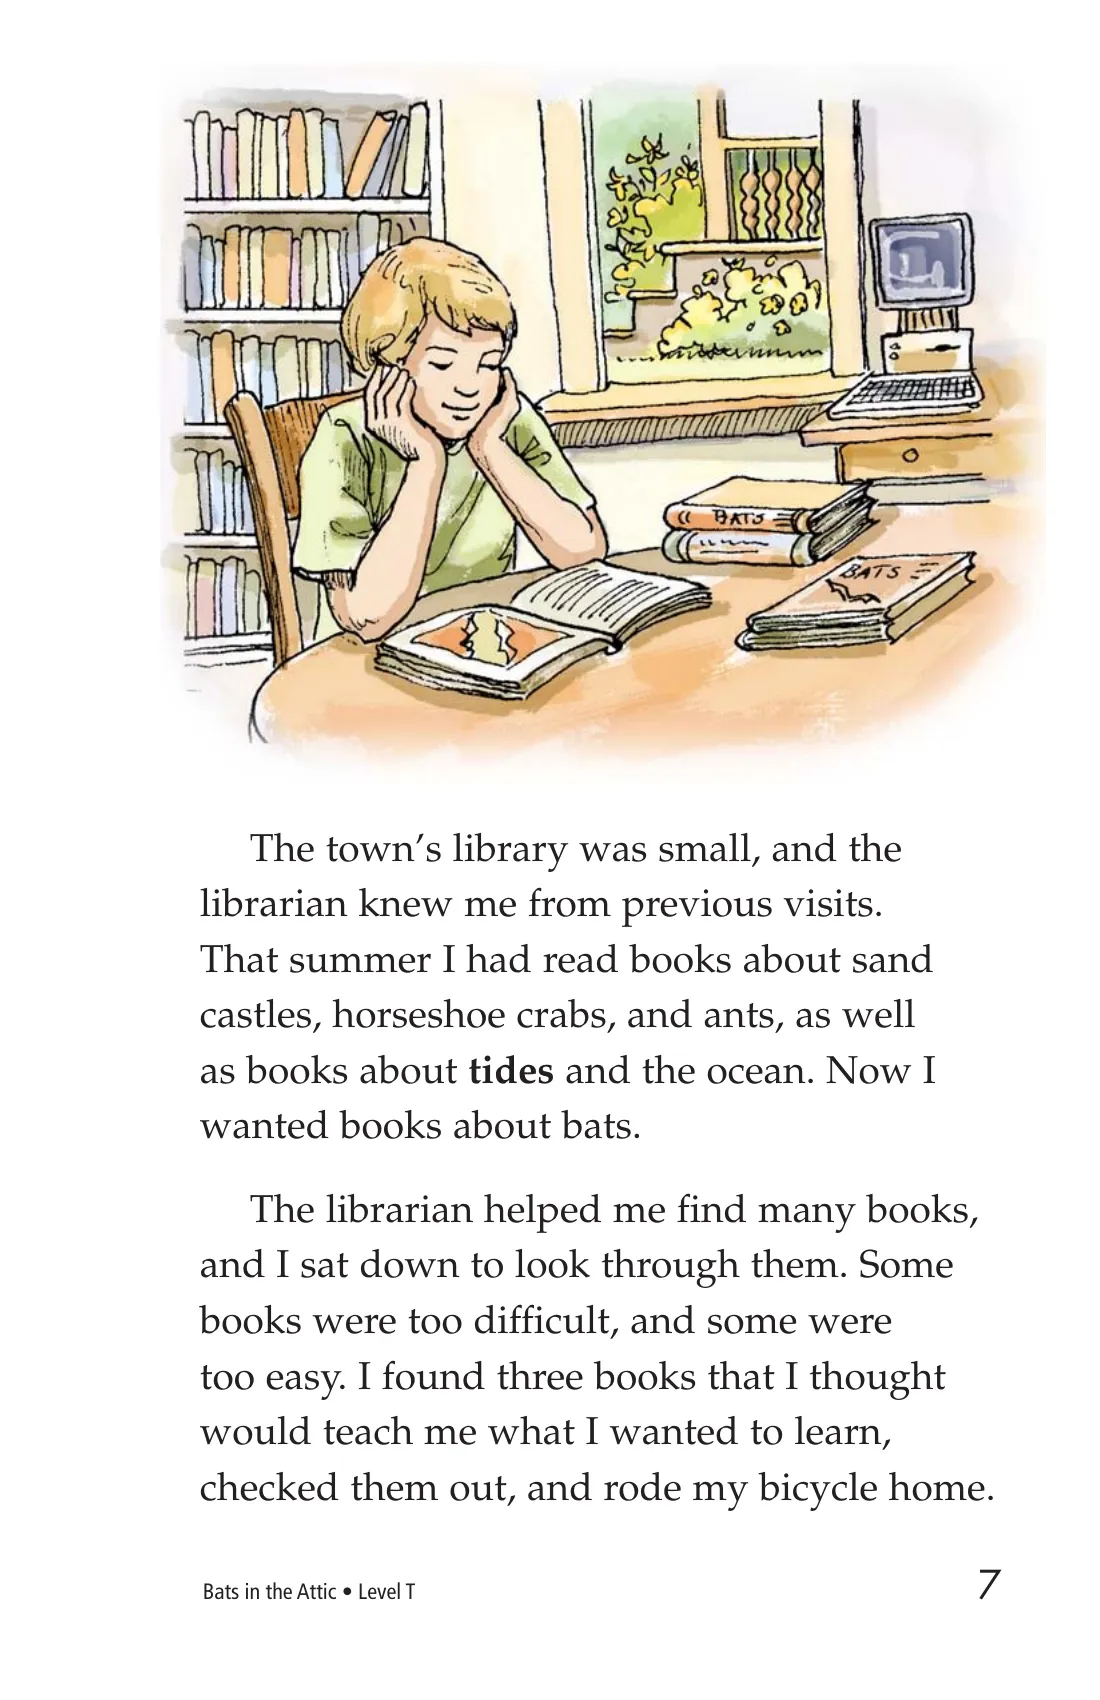 BATS
BATS
The town’s library was small, and the
librarian knew me from previous visits.
That summer I had read books about sand
castles, horseshoe crabs, and ants, as well
as books about tides and the ocean. Now I
wanted books about bats.
The librarian helped me find many books,
and I sat down to look through them. Some
books were too difficult, and some were
too easy. I found three books that I thought
would teach me what I wanted to learn,
checked them out, and rode my bicycle home.
Bats in the Attic • Level T
7